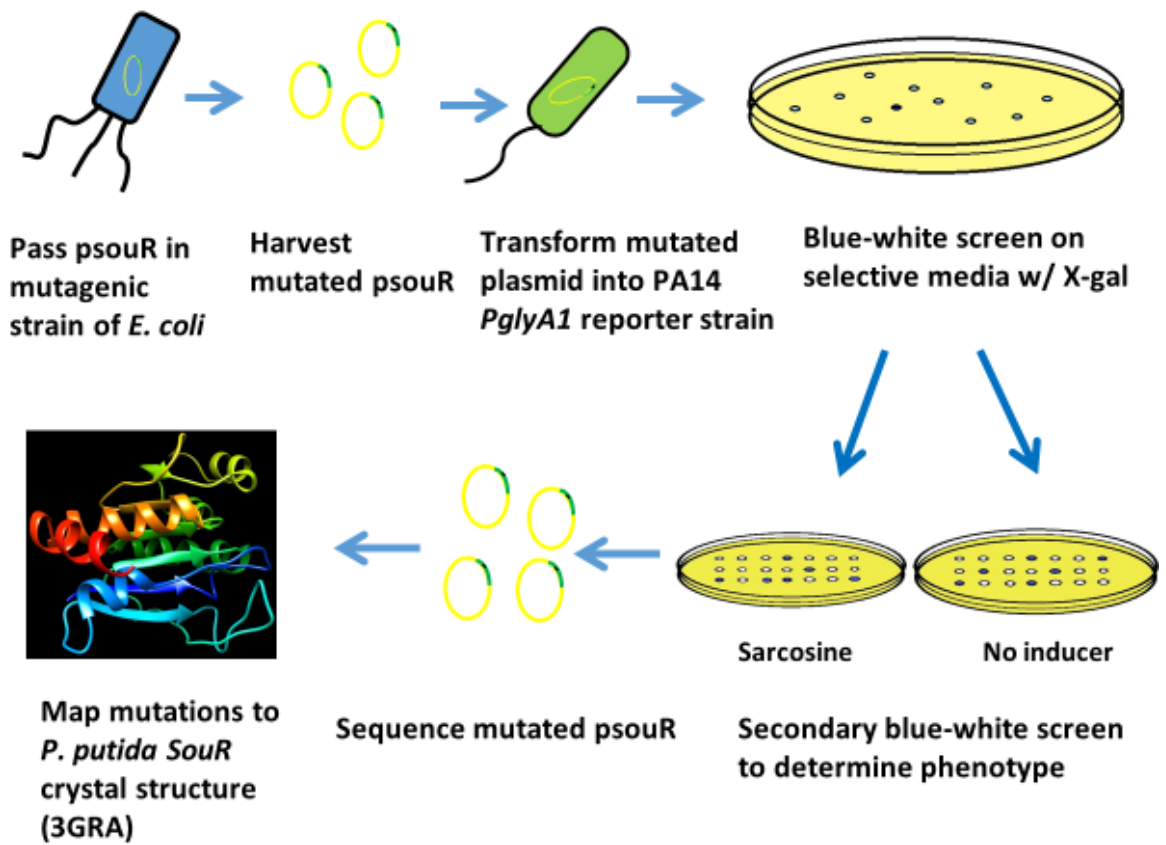 Pass psouR in
mutagenic
strain of E. coli
Harvest
mutated psouR
Transform mutated
plasmid into PA14
PglyA1 reporter strain
Blue-white screen on
selective media w/ X-gal
Sarcosine
No inducer
Secondary blue-white screen
to determine phenotype
Sequence mutated psouR
Map mutations to
P. putida SouR
crystal structure
(3GRA)